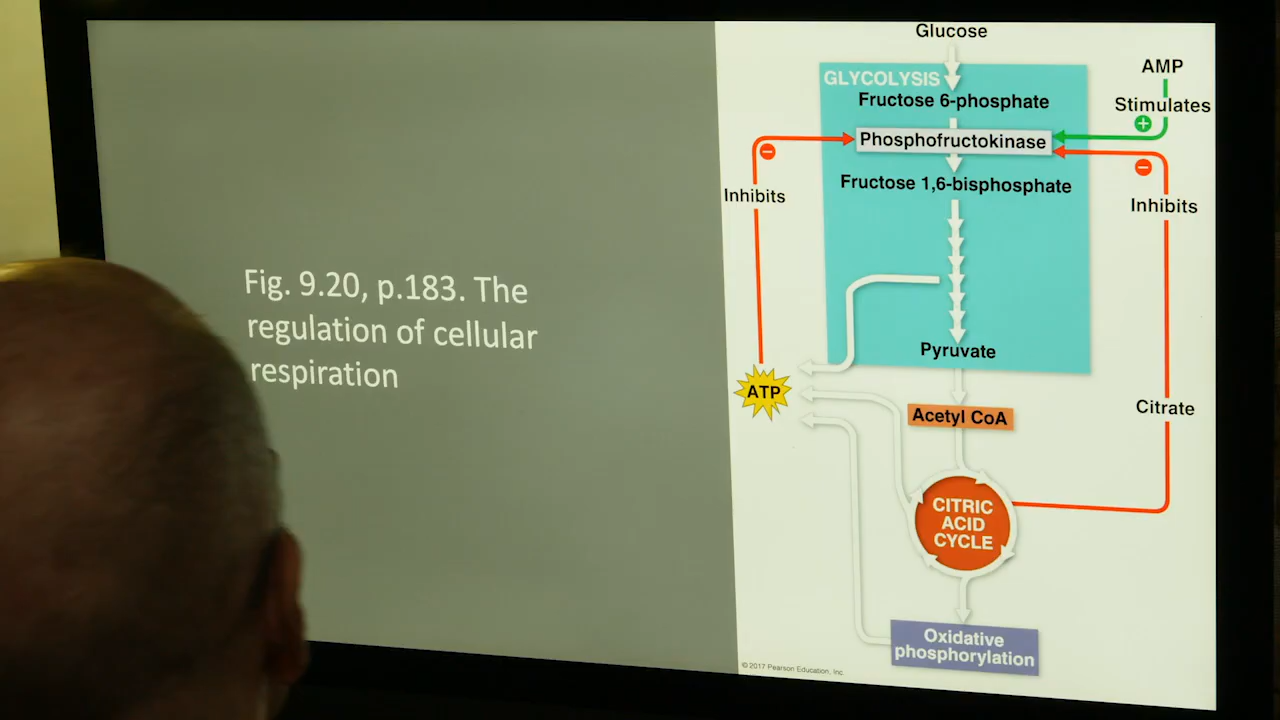 Fig. 9.20, p.183. The
regulation of cellular
respiration
Glucose
GLYCOLYSIS
AMP
Fructose 6-phosphate
Stimulates
+
Phosphofructokinase
−
−
Fructose 1,6-bisphosphate
Inhibits
Inhibits
Pyruvate
ATP
Acetyl CoA
Citrate
CITRIC
ACID
CYCLE
Oxidative
phosphorylation
© 2017 Pearson Education, Inc.